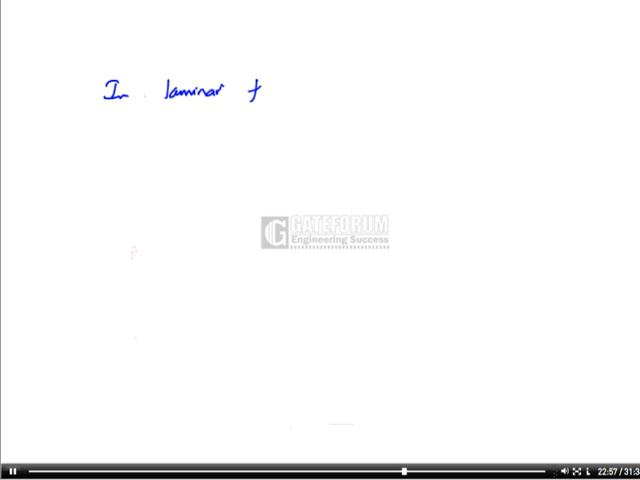 In laminar f
GATEFORUM
Engineering Success
22:57 / 31:3